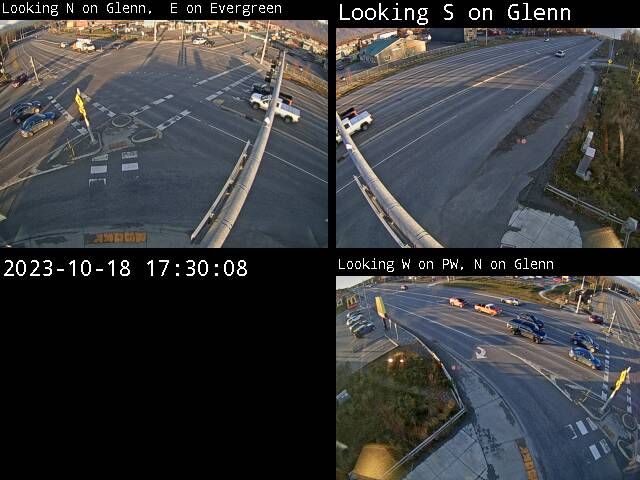 Looking N on Glenn,  E on Evergreen
Looking S on Glenn
2023-10-18 17:30:08
Looking W on PW, N on Glenn